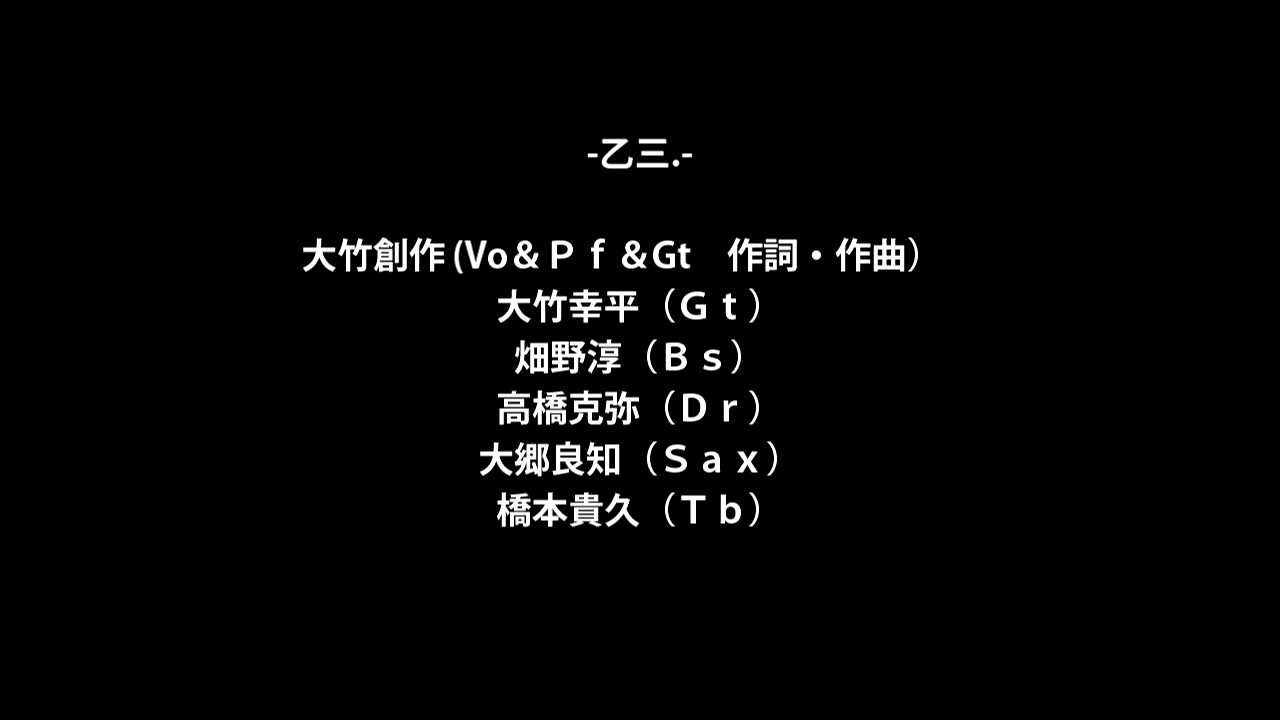 -乙三.-
大竹創作 (Vo＆Ｐｆ＆Gt　作詞・作曲）
大竹幸平（Ｇｔ）
畑野淳（Ｂｓ）
高橋克弥（Ｄｒ）
大郷良知（Ｓａｘ）
橋本貴久（Ｔｂ）